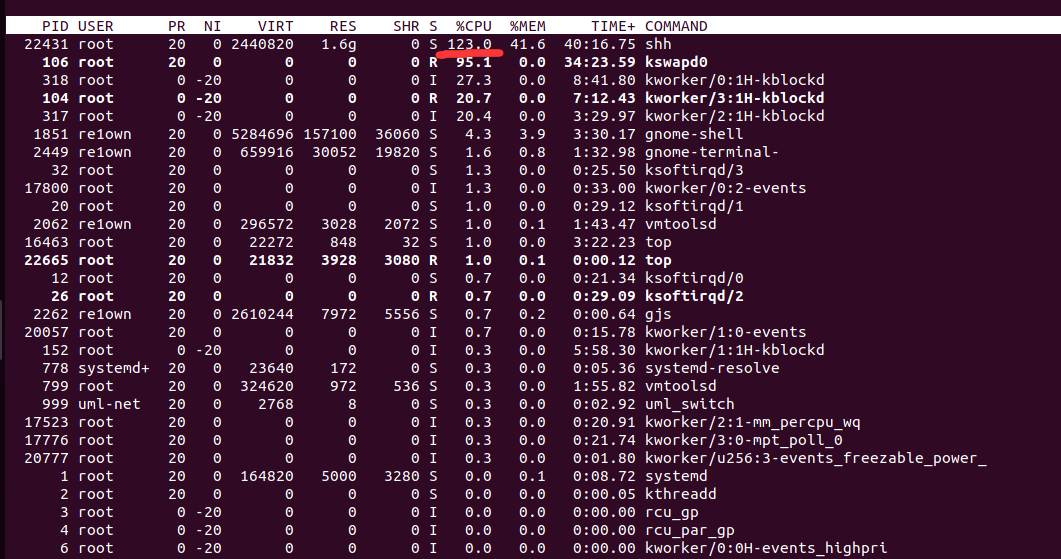 PID USER PR NI VIRT RES SHR S %CPU %MEM TIME+ COMMAND
22431 root 20 0 2440820 1.6g 0 S 123.0 41.6 40:16.75 shh
106 root 20 0 0 0 0 R 95.1 0.0 34:23.59 kswapd0
318 root 0 -20 0 0 0 I 27.3 0.0 8:41.80 kworker/0:1H-kblockd
104 root 0 -20 0 0 0 R 20.7 0.0 7:12.43 kworker/3:1H-kblockd
317 root 0 -20 0 0 0 I 20.4 0.0 3:29.97 kworker/2:1H-kblockd
1851 re1own 20 0 5284696 157100 36060 S 4.3 3.9 3:30.17 gnome-shell
2449 re1own 20 0 659916 30052 19820 S 1.6 0.8 1:32.98 gnome-terminal-
32 root 20 0 0 0 0 S 1.3 0.0 0:25.50 ksoftirqd/3
17800 root 20 0 0 0 0 I 1.3 0.0 0:33.00 kworker/0:2-events
20 root 20 0 0 0 0 S 1.0 0.0 0:29.12 ksoftirqd/1
2062 re1own 20 0 296572 3028 2072 S 1.0 0.1 1:43.47 vmtoolsd
16463 root 20 0 22272 848 32 S 1.0 0.0 3:22.23 top
22665 root 20 0 21832 3928 3080 R 1.0 0.1 0:00.12 top
12 root 20 0 0 0 0 S 0.7 0.0 0:21.34 ksoftirqd/0
26 root 20 0 0 0 0 R 0.7 0.0 0:29.09 ksoftirqd/2
2262 re1own 20 0 2610244 7972 5556 S 0.7 0.2 0:00.64 gjs
20057 root 20 0 0 0 0 I 0.7 0.0 0:15.78 kworker/1:0-events
152 root 0 -20 0 0 0 I 0.3 0.0 5:58.30 kworker/1:1H-kblockd
778 systemd+ 20 0 23640 172 0 S 0.3 0.0 0:05.36 systemd-resolve
799 root 20 0 324620 972 536 S 0.3 0.0 1:55.82 vmtoolsd
999 uml-net 20 0 2768 8 0 S 0.3 0.0 0:02.92 uml_switch
17523 root 20 0 0 0 0 I 0.3 0.0 0:20.91 kworker/2:1-mm_percpu_wq
17776 root 20 0 0 0 0 I 0.3 0.0 0:21.74 kworker/3:0-mpt_poll_0
20777 root 20 0 0 0 0 I 0.3 0.0 0:01.80 kworker/u256:3-events_freezable_power_
1 root 20 0 164820 5000 3280 S 0.0 0.1 0:08.72 systemd
2 root 20 0 0 0 0 S 0.0 0.0 0:00.05 kthreadd
3 root 0 -20 0 0 0 I 0.0 0.0 0:00.00 rcu_gp
4 root 0 -20 0 0 0 I 0.0 0.0 0:00.00 rcu_par_gp
6 root 0 -20 0 0 0 I 0.0 0.0 0:00.00 kworker/0:0H-events_highpri